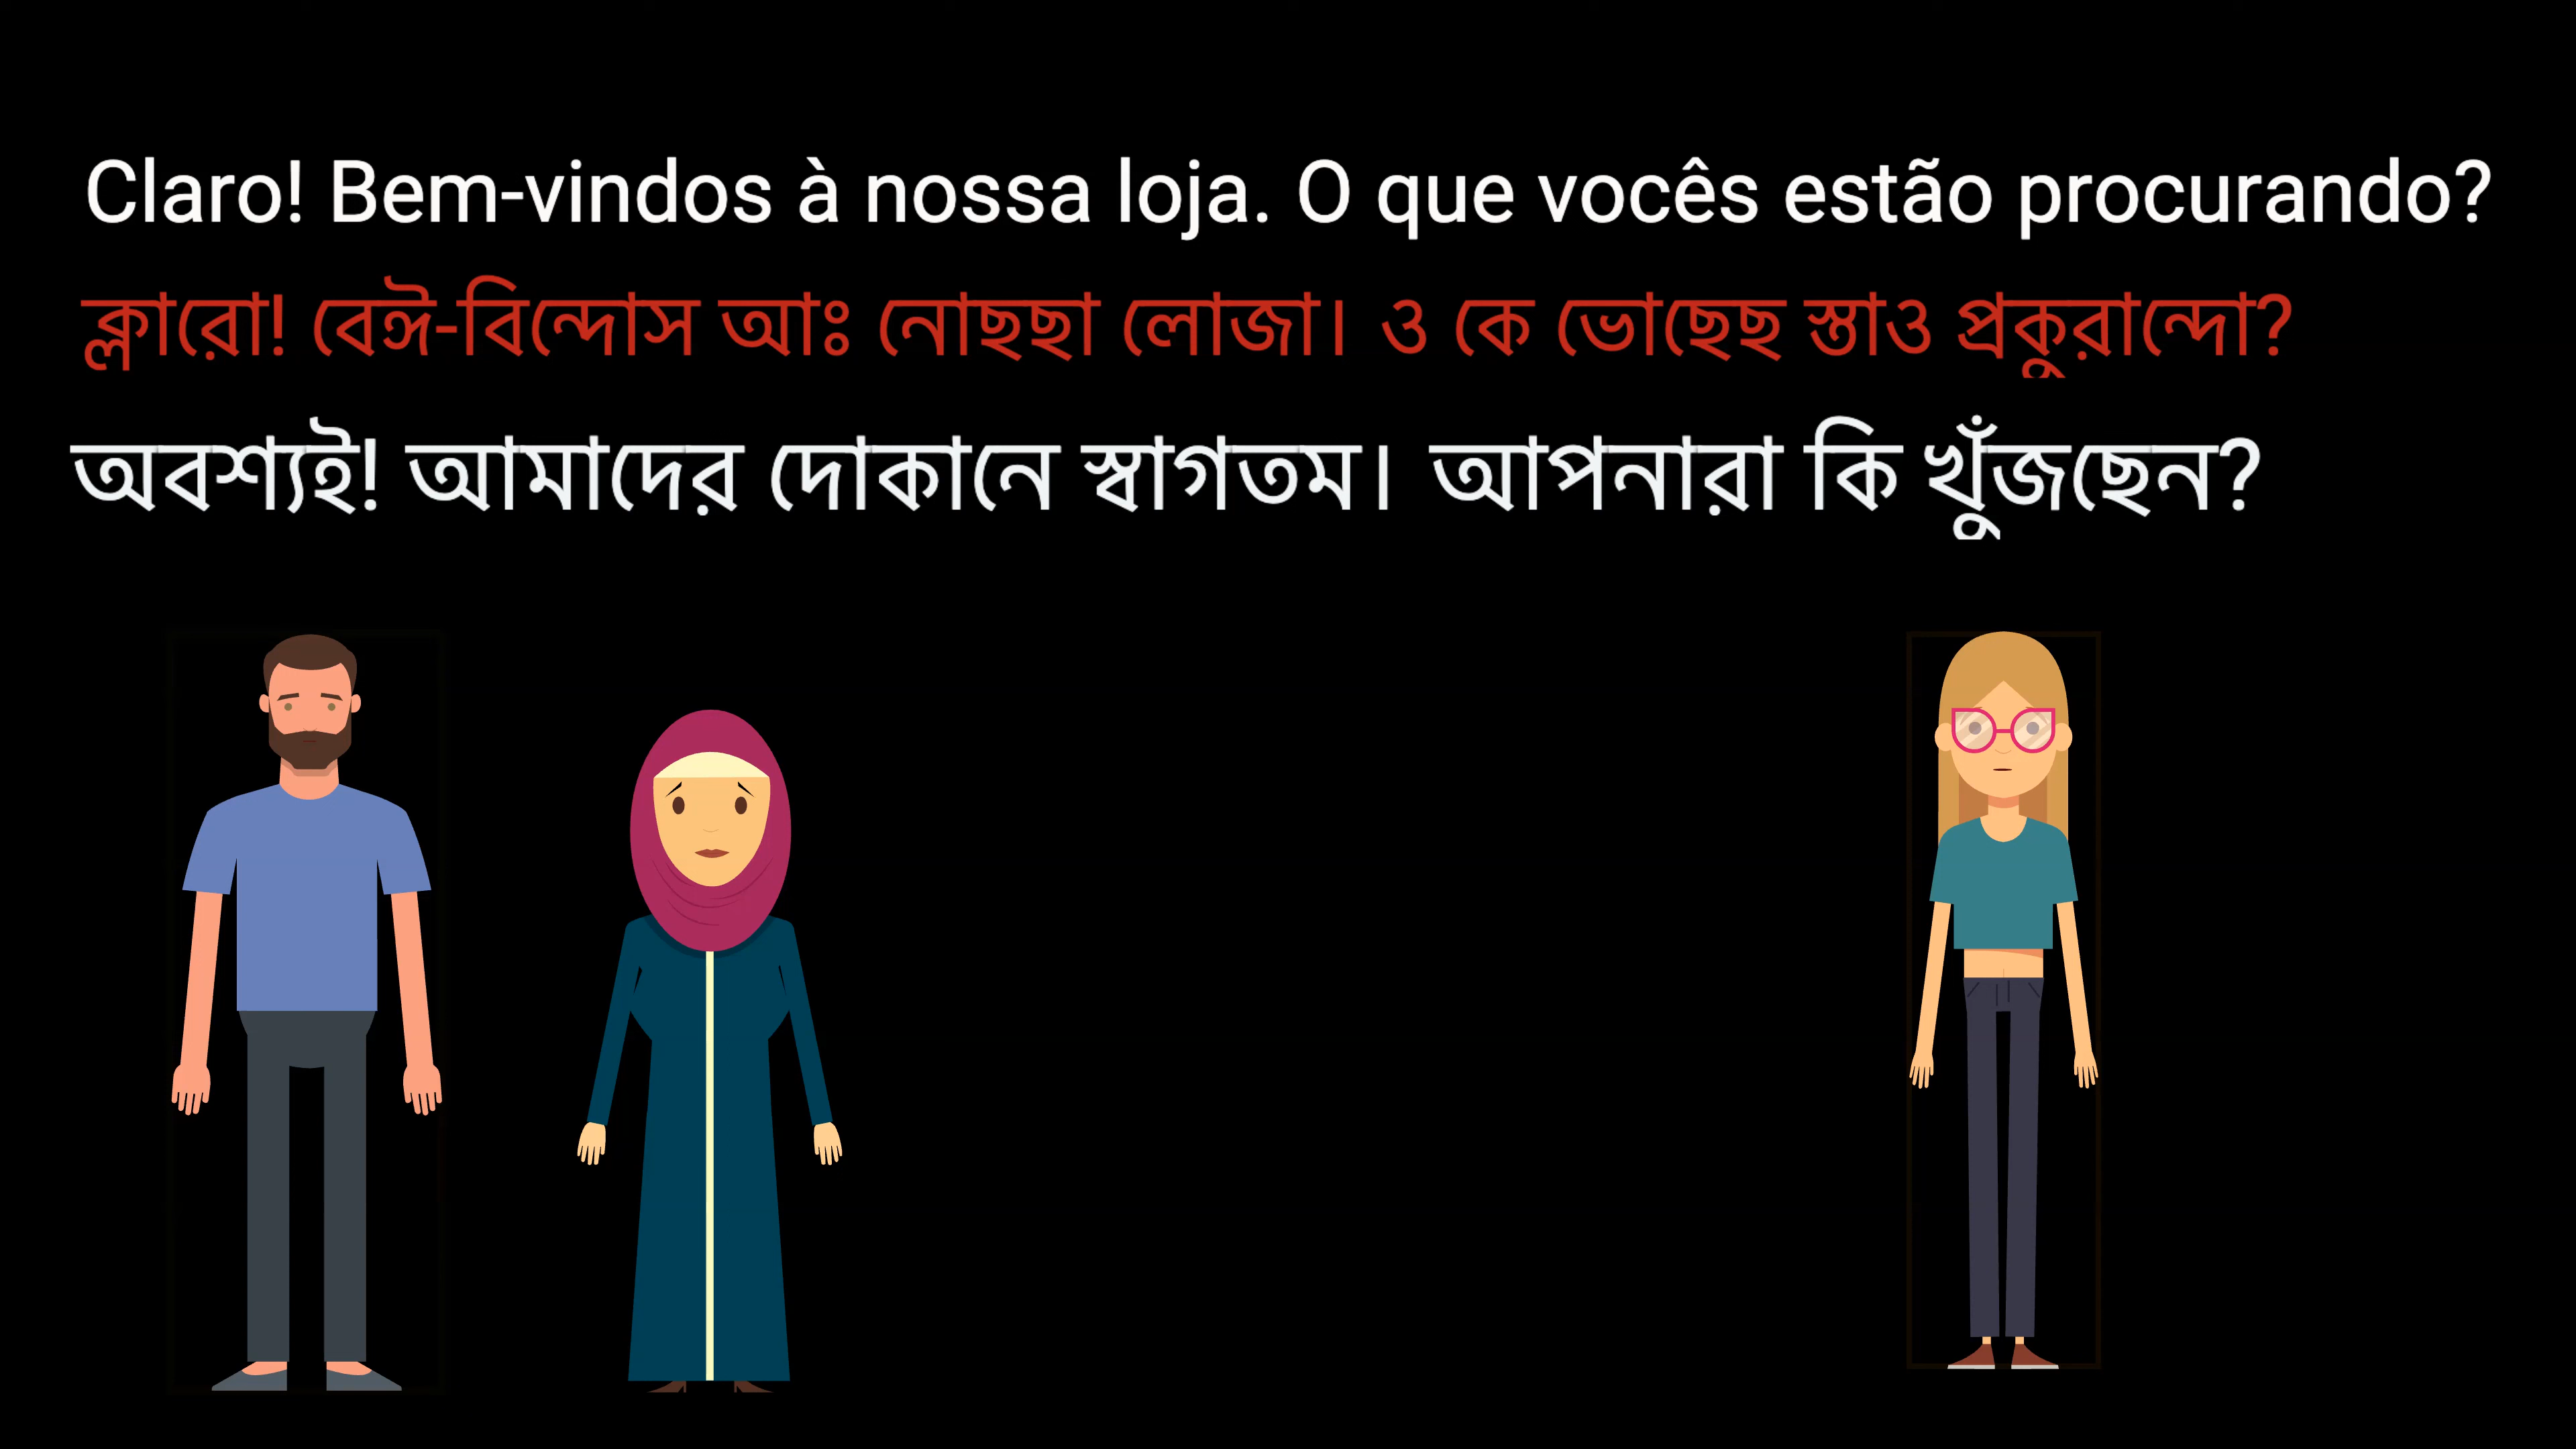 Claro! Bem-vindos à nossa loja. O que vocês estão procurando?
ক্লারো! বেঈ-বিন্দোস আঃ নোছছা লোজা। ও কে ভোছেছ স্তাও প্রকুরান্দো?
অবশ্যই! আমাদের দোকানে স্বাগতম। আপনারা কি খুঁজছেন?